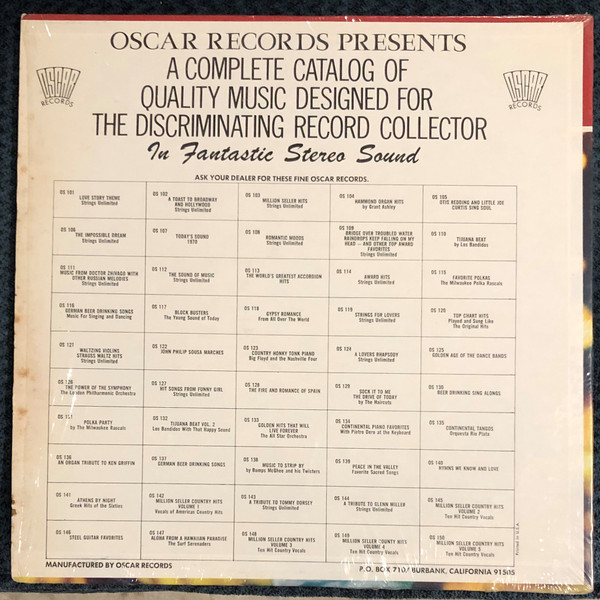 OSCAR RECORDS PRESENTS
A COMPLETE CATALOG OF
QUALITY MUSIC DESIGNED FOR
THE DISCRIMINATING RECORD COLLECTOR
In Fantastic Stereo Sound
OSCAR
RECORDS
OSCAR
RECORDS
ASK YOUR DEALER FOR THESE FINE OSCAR RECORDS.
OS 101
LOVE STORY THEME
Strings Unlimited
OS 102
A TOAST TO BROADWAY
AND HOLLYWOOD
Strings Unlimited
OS 103
MILLION SELLER HITS
Strings Unlimited
OS 104
HAMMOND ORGAN HITS
by Ashley
OS 105
OTIS REDDING AND LITTLE JOE
CURTIS SING SOUL
OS 106
THE IMPOSSIBLE DREAM
Strings Unlimited
OS 107
TODAY'S SOUND
1970
OS 108
ROMANTIC MOODS
Strings Unlimited
OS 109
BRIDGE OVER TROUBLED WATER
RAINDROPS KEEP FALLING ON MY
HEAD - AND OTHER TOP AWARD
FAVORITES
Strings Unlimited
OS 110
TIJUANA BEAT
by Los Bandidos
OS 111
MUSIC FROM DOCTOR ZHIVAGO WITH
OTHER RUSSIAN MELODIES
Strings Unlimited
OS 112
THE SOUND OF MUSIC
Strings Unlimited
OS 113
THE WORLD'S GREATEST ACCORDION
HITS
OS 114
AWARD HITS
Strings Unlimited
OS 115
FAVORITE POLKAS
The Milwaukee Polka Rascals
OS 116
GERMAN BEER DRINKING SONGS
Music For Singing and Dancing
OS 117
BLOCK BUSTERS
The Young Sound of Today
OS 118
GYPSY ROMANCE
From All Over The World
OS 119
STRINGS FOR LOVERS
Strings Unlimited
OS 120
TOP CHART HITS
Played and Sung Like
The Original Hits
OS 121
WALTZING VIOLINS
STRAUSS WALTZ HITS
Strings Unlimited
OS 122
JOHN PHILIP SOUSA MARCHES
OS 123
COUNTRY HONKY TONK PIANO
Big Floyd and the Nashville Four
OS 124
A LOVERS RHAPSODY
Strings Unlimited
OS 125
GOLDEN AGE OF THE DANCE BANDS
OS 126
THE POWER OF THE SYMPHONY
The London Philharmonic Orchestra
OS 127
HIT SONGS FROM FUNNY GIRL
Strings Unlimited
OS 128
THE FIRE AND ROMANCE OF SPAIN
OS 129
SOCK IT TO ME
THE DRIVE OF TODAY
by The Haircuts
OS 130
BEER DRINKING SING ALONGS
OS 131
POLKA PARTY
by The Milwaukee Rascals
OS 132
TIJUANA BEAT VOL. 2
Los Bandidos With That Happy Sound
OS 133
GOLDEN HITS THAT WILL
LIVE FOREVER
The All Star Orchestra
OS 134
CONTINENTAL PIANO FAVORITES
With Pietro Dero at the Keyboard
OS 135
CONTINENTAL TANGOS
Orquesta Rio Plata
OS 136
AN ORGAN TRIBUTE TO KEN GRIFFIN
OS 137
GERMAN BEER DRINKING SONGS
OS 138
MUSIC TO STRIP BY
by Bumps McGhee and his Twisters
OS 139
PEACE IN THE VALLEY
Favorite Sacred Songs
OS 140
HYMNS WE KNOW AND LOVE
OS 141
ATHENS BY NIGHT
Greek Hits of the Sixties
OS 142
MILLION SELLER COUNTRY HITS
VOLUME 1
Vocals of American Country Hits
OS 143
A TRIBUTE TO TOMMY DORSEY
Strings Unlimited
OS 144
A TRIBUTE TO GLENN MILLER
Strings Unlimited
OS 145
MILLION SELLER COUNTRY HITS
VOLUME 2
Ten Hit Country Vocals
OS 146
STEEL GUITAR FAVORITES
OS 147
ALOHA FROM A HAWAIIAN PARADISE
The Surf Serenaders
OS 148
MILLION SELLER COUNTRY HITS
VOLUME 3
Ten Hit Country Vocals
OS 149
MILLION SELLER COUNTRY HITS
VOLUME 4
Ten Hit Country Vocals
OS 150
MILLION SELLER COUNTRY HITS
VOLUME 5
Ten Hit Country Vocals
Printed in U.S.A.
MANUFACTURED BY OSCAR RECORDS
P.O. BOX 7107 BURBANK, CALIFORNIA 91505